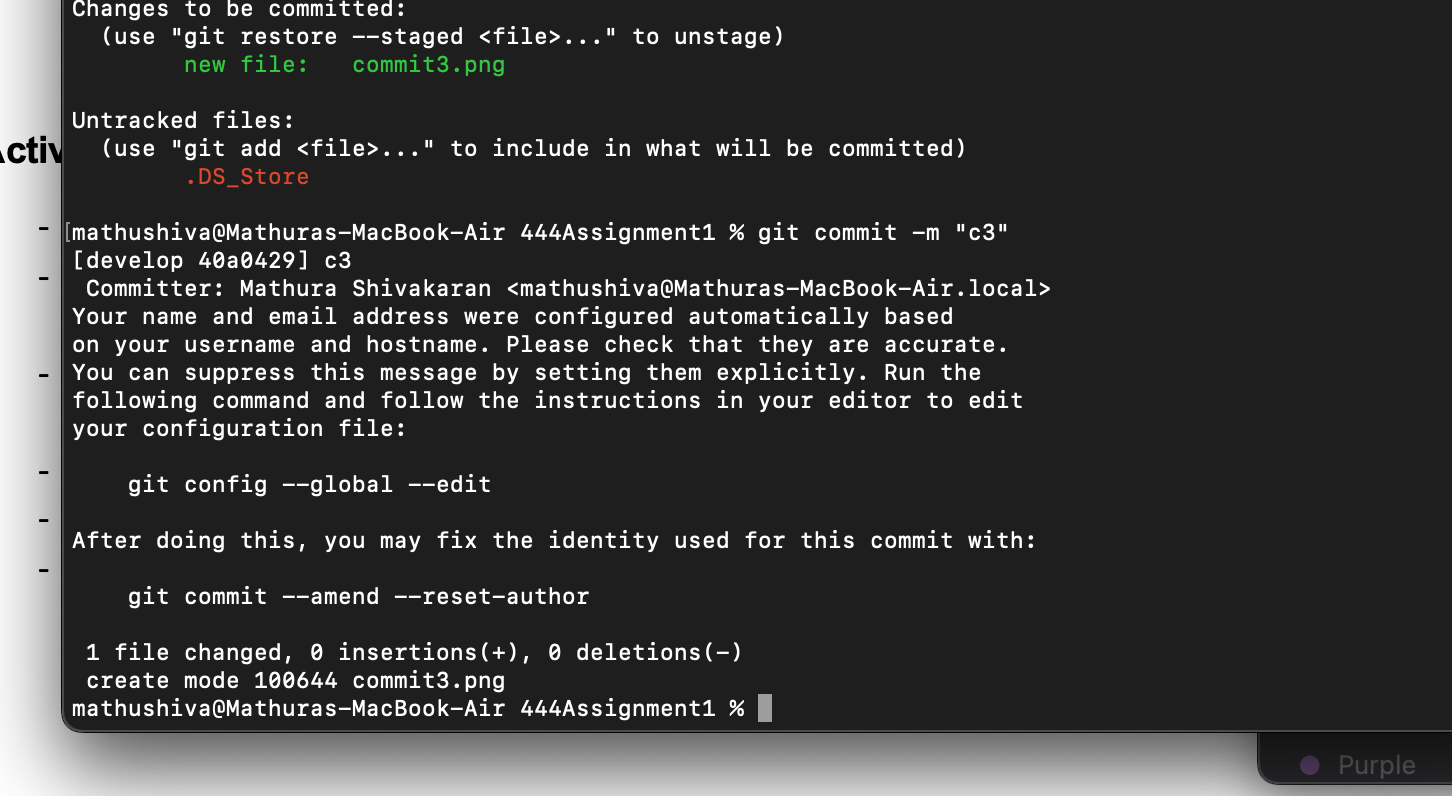 Changes to be committed:
(use "git restore --staged <file>..." to unstage)
new file: commit3.png
Untracked files:
(use "git add <file>..." to include in what will be committed)
.DS_Store
[mathushiva@Mathuras-MacBook-Air 444Assignment1 % git commit -m "c3"
[develop 40a0429] c3
Committer: Mathura Shivakaran <mathushiva@Mathuras-MacBook-Air.local>
Your name and email address were configured automatically based
on your username and hostname. Please check that they are accurate.
You can suppress this message by setting them explicitly. Run the
following command and follow the instructions in your editor to edit
your configuration file:
git config --global --edit
After doing this, you may fix the identity used for this commit with:
git commit --amend --reset-author
1 file changed, 0 insertions(+), 0 deletions(-)
create mode 100644 commit3.png
mathushiva@Mathuras-MacBook-Air 444Assignment1 %
Purple